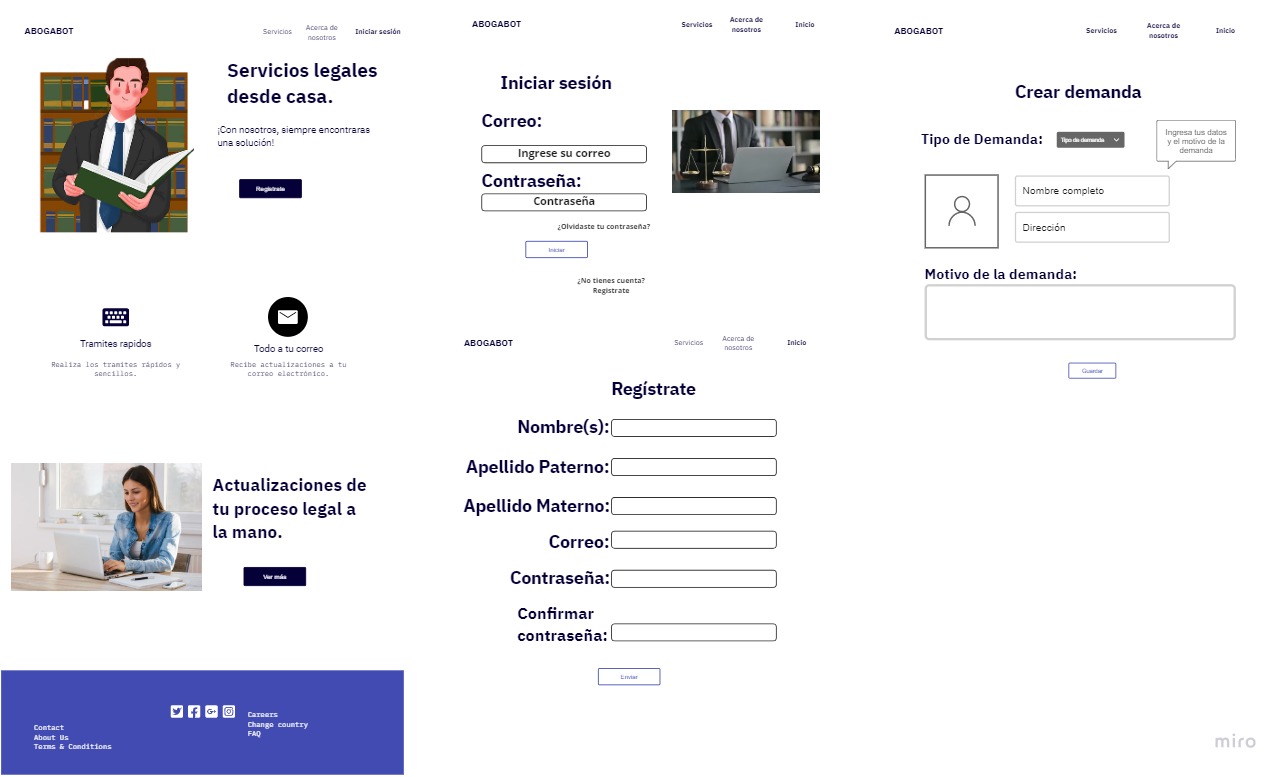 ABOGABOT
Servicios
Acerca de
nosotros
Iniciar sesión
Servicios legales
desde casa.
¡Con nosotros, siempre encontraras
una solución!
Registrate
Tramites rapidos
Realiza los tramites rápidos y
sencillos.
Todo a tu correo
Recibe actualizaciones a tu
correo electrónico.
Actualizaciones de
tu proceso legal a
la mano.
Ver más
Contact
About Us
Terms & Conditions
Careers
Change country
FAQ
ABOGABOT
Servicios
Acerca de
nosotros
Inicio
Iniciar sesión
Correo:
Ingrese su correo
Contraseña:
Contraseña
¿Olvidaste tu contraseña?
Iniciar
¿No tienes cuenta?
Registrate
ABOGABOT
Servicios
Acerca de
nosotros
Inicio
Regístrate
Nombre(s):
Apellido Paterno:
Apellido Materno:
Correo:
Contraseña:
Confirmar
contraseña:
Enviar
ABOGABOT
Servicios
Acerca de
nosotros
Inicio
Crear demanda
Tipo de Demanda:
Tipo de demanda
Ingresa tus datos
y el motivo de la
demanda
Nombre completo
Dirección
Motivo de la demanda:
Guardar
miro